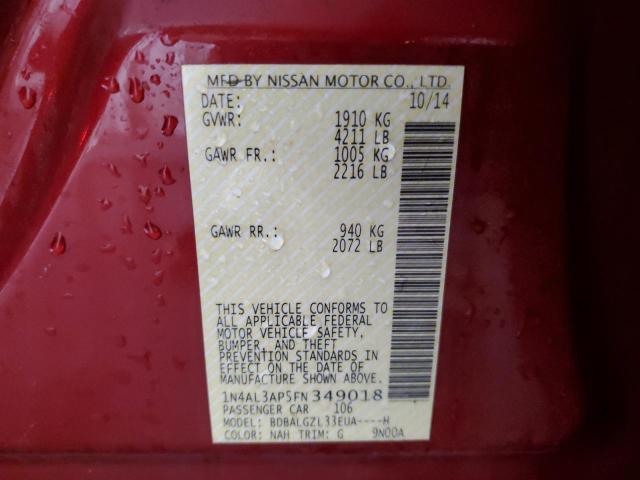 MFD BY NISSAN MOTOR CO., LTD.
DATE: 10/14
GVWR: 1910 KG
4211 LB
GAWR FR.: 1005 KG
2216 LB
GAWR RR.: 940 KG
2072 LB
THIS VEHICLE CONFORMS TO
ALL APPLICABLE FEDERAL
MOTOR VEHICLE SAFETY,
BUMPER, AND THEFT
PREVENTION STANDARDS IN
EFFECT ON THE DATE OF
MANUFACTURE SHOWN ABOVE.
1N4AL3AP5FN349018
PASSENGER CAR 106
MODEL: BDBALGZL33EUA----H
COLOR: NAH TRIM: G 9N00A